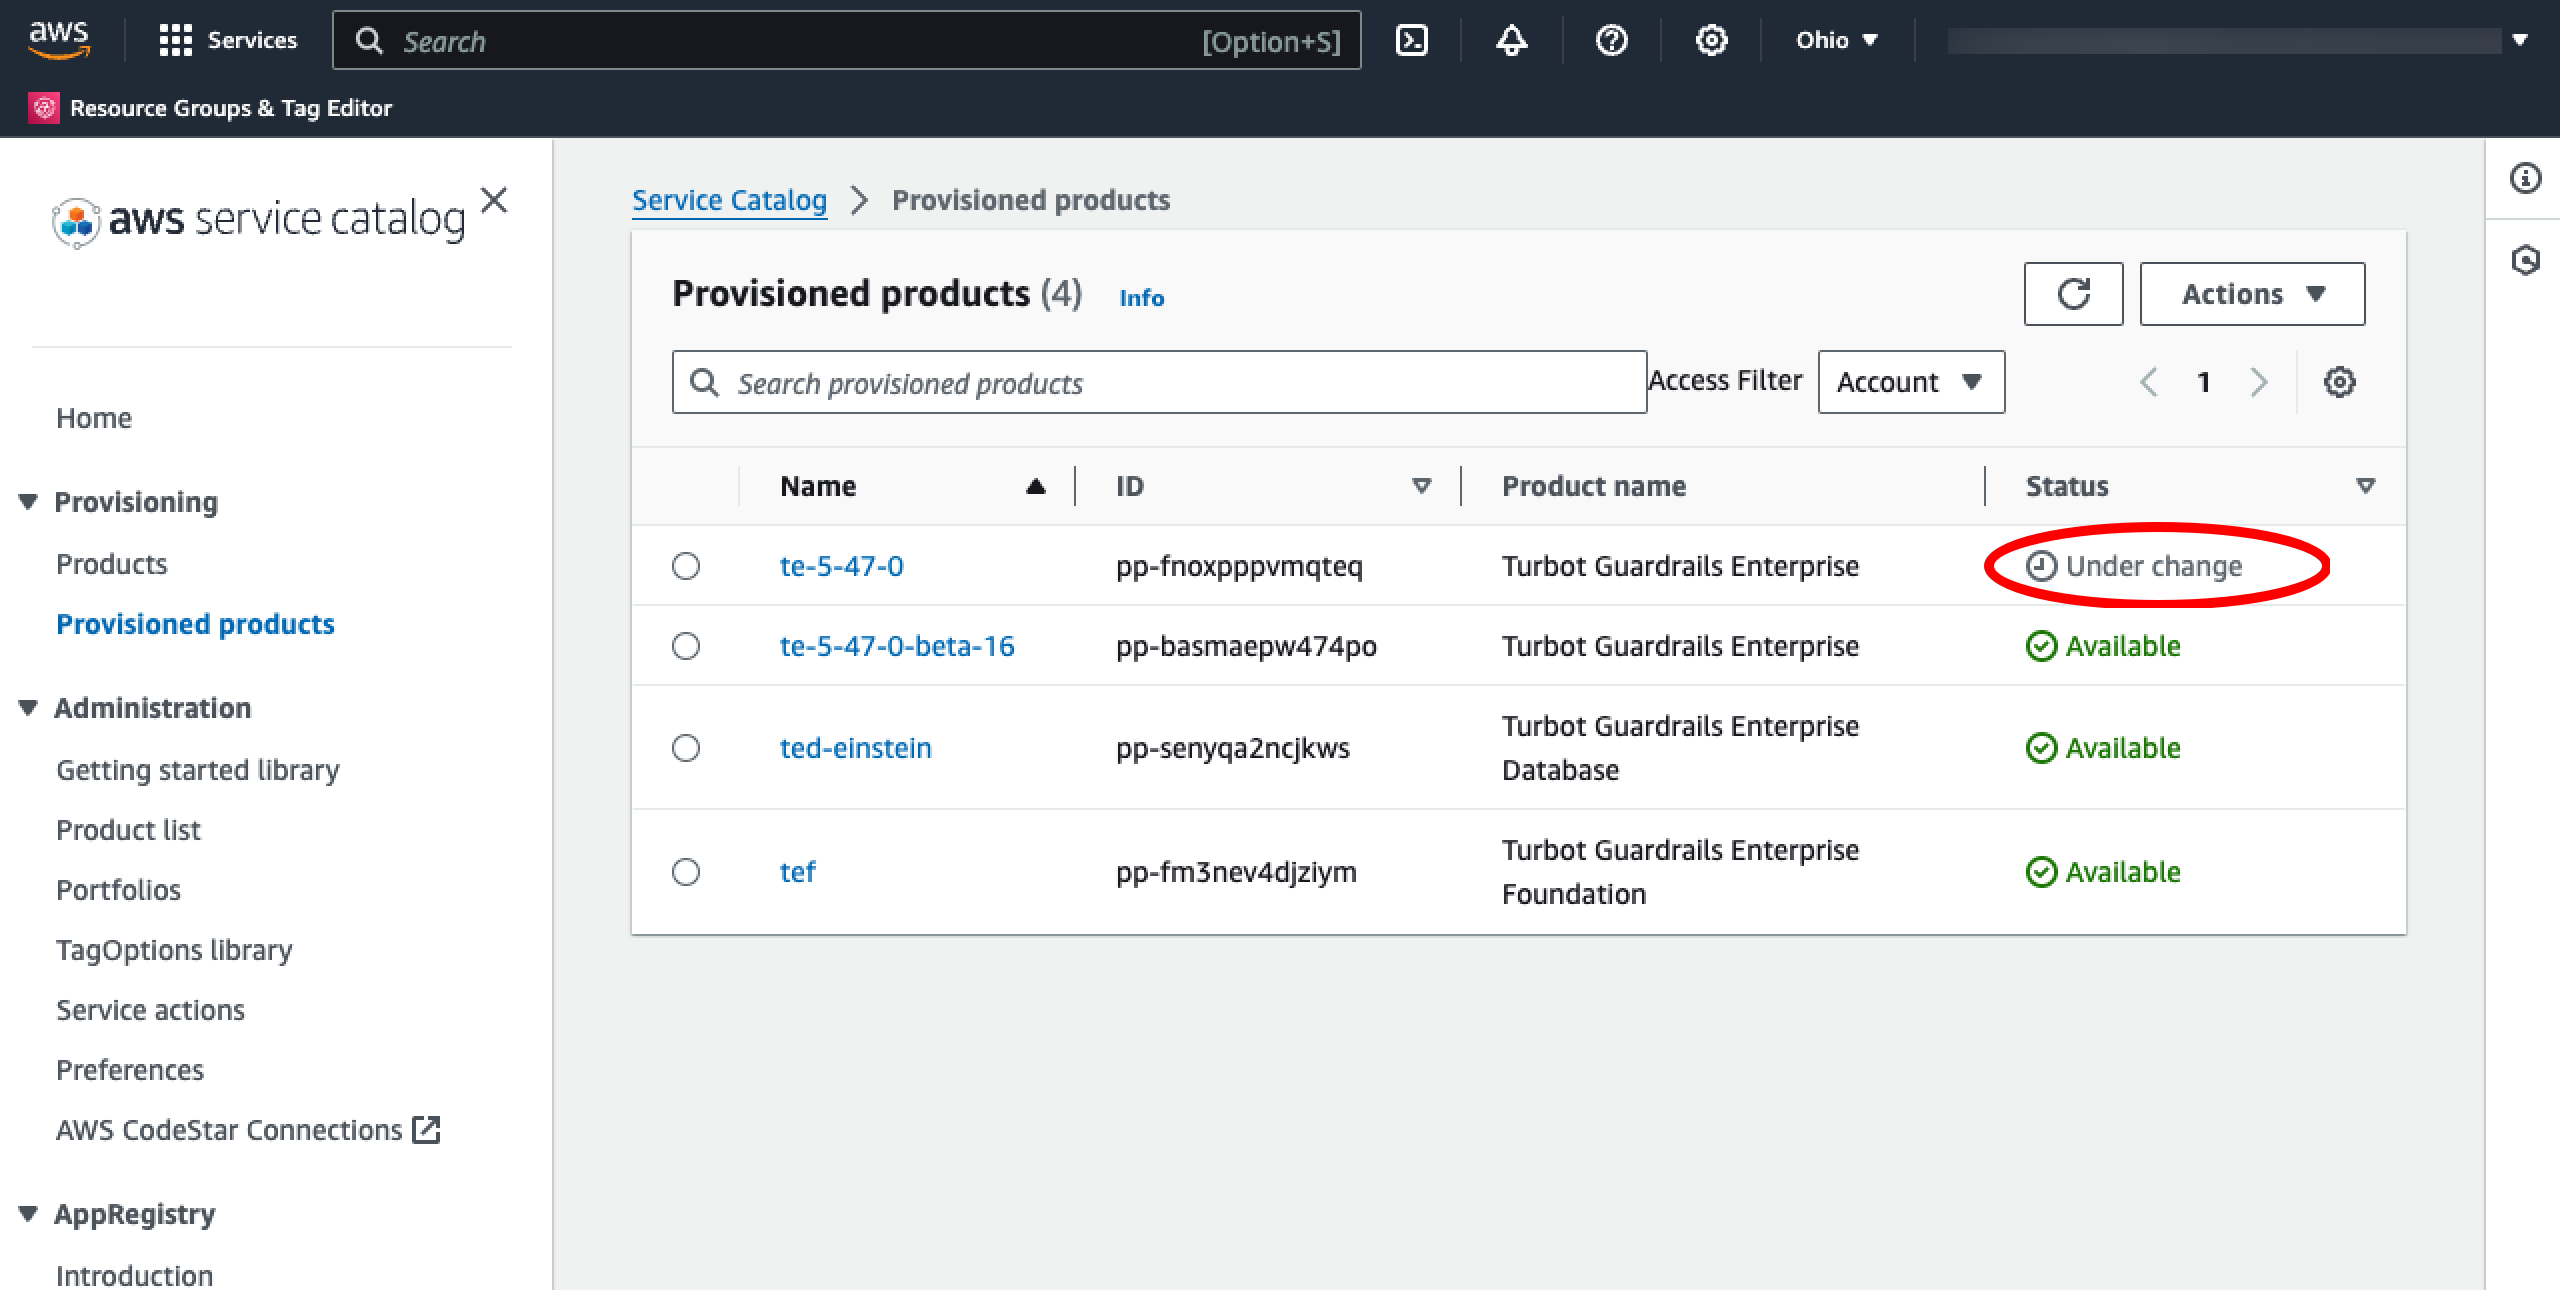 aws
Services
Search
[Option+S]
Ohio
Resource Groups & Tag Editor
aws service catalog
Home
Provisioning
Products
Provisioned products
Administration
Getting started library
Product list
Portfolios
TagOptions library
Service actions
Preferences
AWS CodeStar Connections
AppRegistry
Introduction
Service Catalog > Provisioned products
Provisioned products (4) Info
Actions
Search provisioned products
Access Filter
Account
1
Name ID Product name Status
te-5-47-0 pp-fnoxpppvmqteq Turbot Guardrails Enterprise Under change
te-5-47-0-beta-16 pp-basmaepw474po Turbot Guardrails Enterprise Available
ted-einstein pp-senyqa2ncjkws Turbot Guardrails Enterprise
Database Available
tef pp-fm3nev4djziym Turbot Guardrails Enterprise
Foundation Available